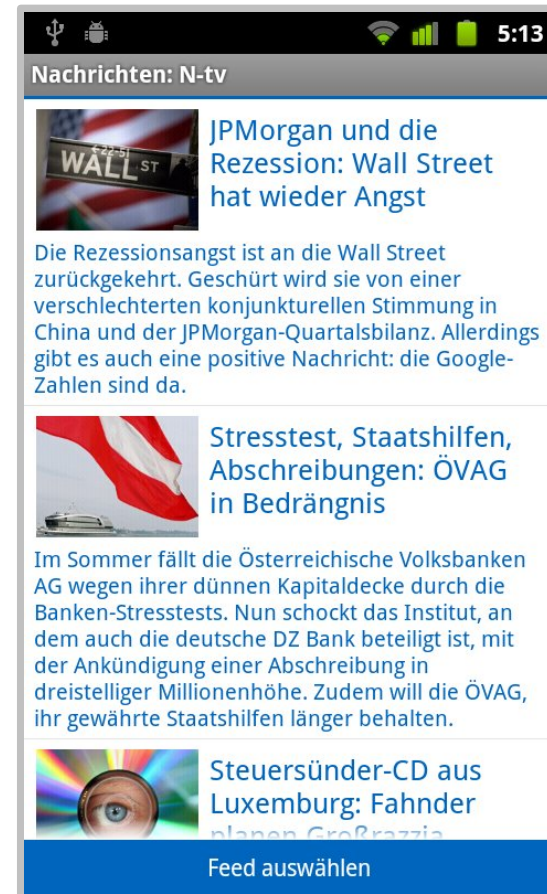 5:13
Nachrichten: N-tv
WALL ST
JPMorgan und die
Rezession: Wall Street
hat wieder Angst
Die Rezessionsangst ist an die Wall Street
zurückgekehrt. Geschürt wird sie von einer
verschlechterten konjunkturellen Stimmung in
China und der JPMorgan-Quartalsbilanz. Allerdings
gibt es auch eine positive Nachricht: die Google-
Zahlen sind da.
Stresstest, Staatshilfen,
Abschreibungen: ÖVAG
in Bedrängnis
Im Sommer fällt die Österreichische Volksbanken
AG wegen ihrer dünnen Kapitaldecke durch die
Banken-Stresstests. Nun schockt das Institut, an
dem auch die deutsche DZ Bank beteiligt ist, mit
der Ankündigung einer Abschreibung in
dreistelliger Millionenhöhe. Zudem will die ÖVAG,
ihr gewährte Staatshilfen länger behalten.
Steuersünder-CD aus
Luxemburg: Fahnder
planen Großrazzia
Feed auswählen